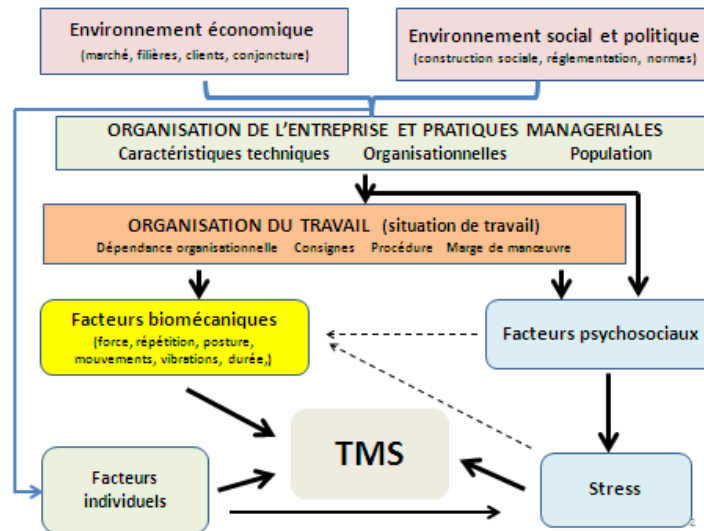 Environnement économique
(marché, filières, clients, conjoncture)
Environnement social et politique
(construction sociale, réglementation, normes)
ORGANISATION DE L'ENTREPRISE ET PRATIQUES MANAGERIALES
Caractéristiques techniques Organisationnelles Population
ORGANISATION DU TRAVAIL (situation de travail)
Dépendance organisationnelle Consignes Procédure Marge de manœuvre
Facteurs biomécaniques
(force, répétition, posture,
mouvements, vibrations, durée,)
Facteurs psychosociaux
TMS
Facteurs
individuels
Stress
2